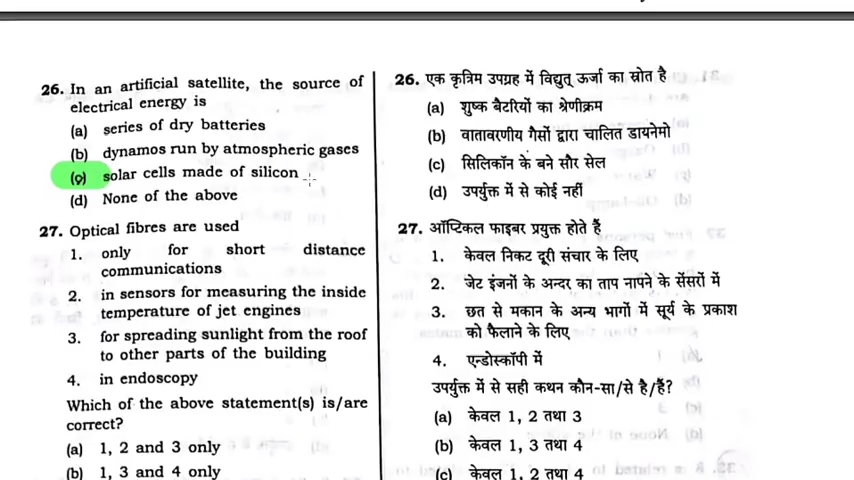 26. In an artificial satellite, the source of
electrical energy is
(a) series of dry batteries
(b) dynamos run by atmospheric gases
(c) solar cells made of silicon
(d) None of the above
27. Optical fibres are used
1. only for short distance
communications
2. in sensors for measuring the inside
temperature of jet engines
3. for spreading sunlight from the roof
to other parts of the building
4. in endoscopy
Which of the above statement(s) is/are
correct?
(a) 1, 2 and 3 only
(b) 1, 3 and 4 only
26. एक कृत्रिम उपग्रह में विद्युत् ऊर्जा का स्रोत है
(a) शुष्क बैटरियों का श्रेणीक्रम
(b) वातावरणीय गैसों द्वारा चालित डायनेमो
(c) सिलिकॉन के बने सौर सेल
(d) उपर्युक्त में से कोई नहीं
27. ऑप्टिकल फाइबर प्रयुक्त होते हैं
1. केवल निकट दूरी संचार के लिए
2. जेट इंजनों के अन्दर का ताप नापने के सेंसरों में
3. छत से मकान के अन्य भागों में सूर्य के प्रकाश
को फैलाने के लिए
4. एन्डोस्कॉपी में
उपर्युक्त में से सही कथन कौन-सा/से है/हैं?
(a) केवल 1, 2 तथा 3
(b) केवल 1, 3 तथा 4
(c) केवल 1, 2 तथा 4